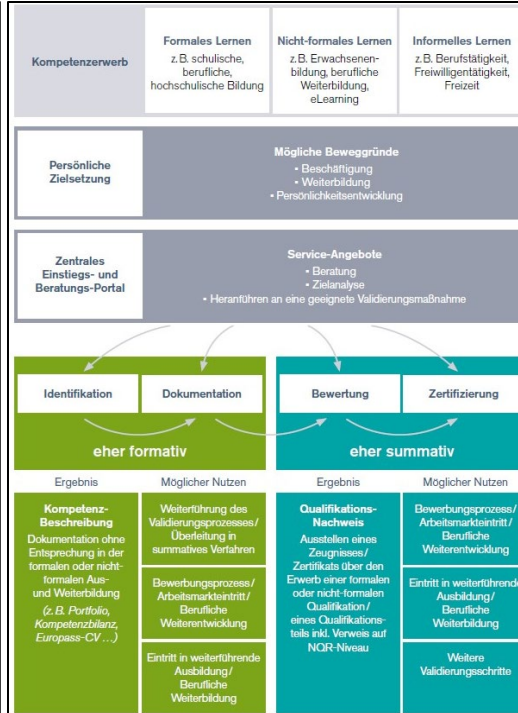 Kompetenzerwerb
Formales Lernen
z.B. schulische,
berufliche,
hochschulische Bildung
Nicht-formales Lernen
z.B. Erwachsenen-
bildung, berufliche
Weiterbildung,
eLearning
Informelles Lernen
z.B. Berufstätigkeit,
Freiwilligentätigkeit,
Freizeit
Persönliche
Zielsetzung
Mögliche Beweggründe
• Beschäftigung
• Weiterbildung
• Persönlichkeitsentwicklung
Zentrales
Einstiegs- und
Beratungs-Portal
Service-Angebote
• Beratung
• Zielanalyse
• Heranführen an eine geeignete Validierungsmaßnahme
Identifikation
Dokumentation
Bewertung
Zertifizierung
eher formativ
eher summativ
Ergebnis
Möglicher Nutzen
Ergebnis
Möglicher Nutzen
Kompetenz-
Beschreibung
Dokumentation ohne
Entsprechung in der
formalen oder nicht-
formalen Aus-
und Weiterbildung
(z.B. Portfolio,
Kompetenzbilanz,
Europass-CV ...)
Weiterführung des
Validierungsprozesses/
Überleitung in
summatives Verfahren
Bewerbungsprozess/
Arbeitsmarkteintritt/
Berufliche
Weiterentwicklung
Eintritt in weiterführende
Ausbildung/
Berufliche
Weiterbildung
Qualifikations-
Nachweis
Ausstellen eines
Zeugnisses/
Zertifikats über den
Erwerb einer formalen
oder nicht-formalen
Qualifikation/
eines Qualifikations-
teils inkl. Verweis auf
NQR-Niveau
Bewerbungsprozess/
Arbeitsmarkteintritt/
Berufliche
Weiterentwicklung
Eintritt in weiterführende
Ausbildung/
Berufliche
Weiterbildung
Weitere
Validierungsschritte